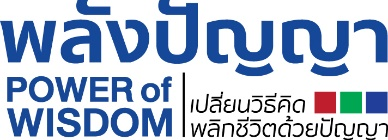 พลังปัญญา
POWER of
WISDOM
เปลี่ยนวิธีคิด
พลิกชีวิตด้วยปัญญา